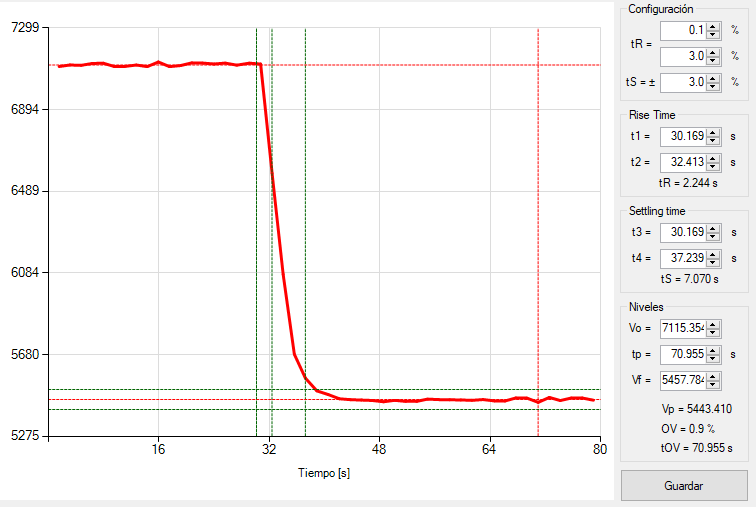 7299
6894
6489
6084
5680
5275
16
32
48
64
80
Tiempo [s]
Configuración
tR =
0.1 %
3.0 %
tS = ± 3.0 %
Rise Time
t1 = 30.169 s
t2 = 32.413 s
tR = 2.244 s
Settling time
t3 = 30.169 s
t4 = 37.239 s
tS = 7.070 s
Niveles
Vo = 7115.354
tp = 70.955 s
Vf = 5457.784
Vp = 5443.410
OV = 0.9 %
tOV = 70.955 s
Guardar